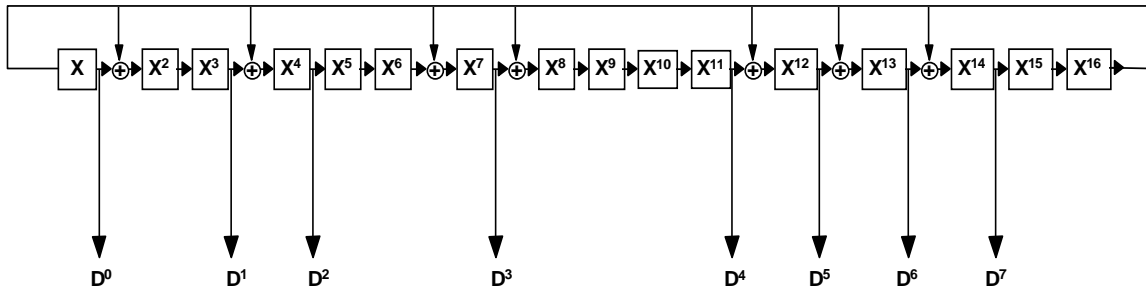 X X² X³ X⁴ X⁵ X⁶ X⁷ X⁸ X⁹ X¹⁰ X¹¹ X¹² X¹³ X¹⁴ X¹⁵ X¹⁶
D⁰ D¹ D² D³ D⁴ D⁵ D⁶ D⁷